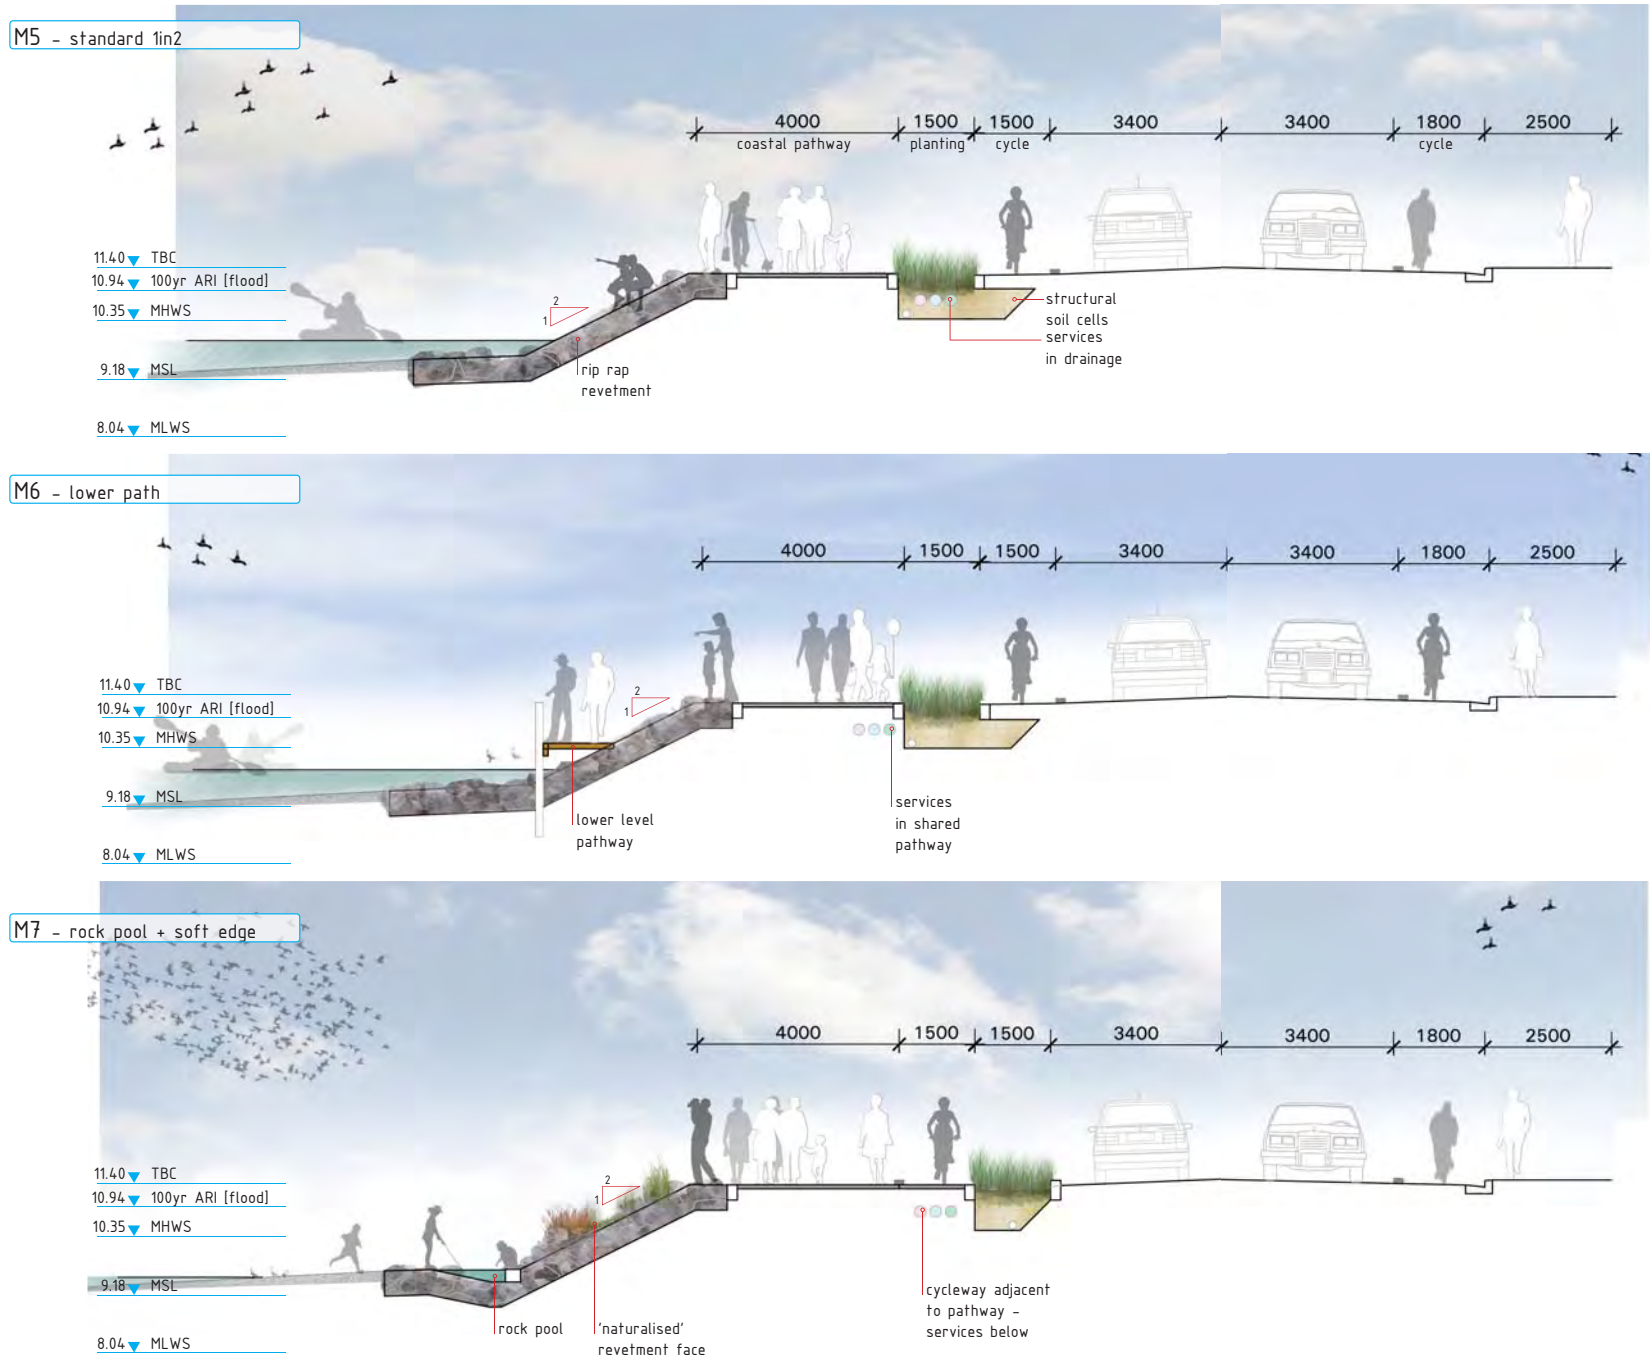 M5 - standard 1in2
4000 1500 1500 3400 3400 1800 2500
coastal pathway planting cycle cycle
11.40 TBC
10.94 100yr ARI [flood]
10.35 MHWS
9.18 MSL
8.04 MLWS
2
1
rip rap
revetment
structural
soil cells
services
in drainage
M6 - lower path
4000 1500 1500 3400 3400 1800 2500
11.40 TBC
10.94 100yr ARI [flood]
10.35 MHWS
9.18 MSL
8.04 MLWS
2
1
lower level
pathway
services
in shared
pathway
M7 - rock pool + soft edge
4000 1500 1500 3400 3400 1800 2500
11.40 TBC
10.94 100yr ARI [flood]
10.35 MHWS
9.18 MSL
8.04 MLWS
2
1
rock pool
'naturalised'
revetment face
cycleway adjacent
to pathway -
services below